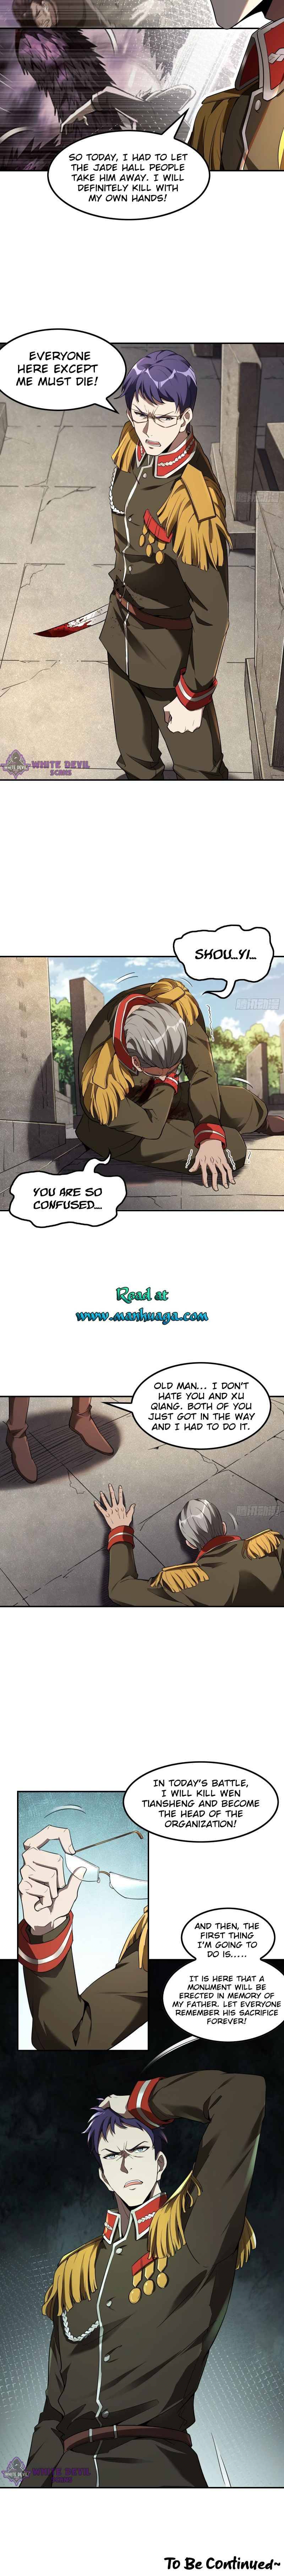 SO TODAY, I HAD TO LET
THE JADE HALL PEOPLE
TAKE HIM AWAY. I WILL
DEFINITELY KILL WITH
MY OWN HANDS!
EVERYONE
HERE EXCEPT
ME MUST DIE!
WHITE DEVIL
SCANS
SHOU...YI...
YOU ARE SO
CONFUSED....
Read at
www.manhuaga.com
OLD MAN... I DON'T
HATE YOU AND XU
QIANG. BOTH OF YOU
JUST GOT IN THE WAY
AND I HAD TO DO IT.
IN TODAY'S BATTLE,
I WILL KILL WEN
TIANSHENG AND BECOME
THE HEAD OF THE
ORGANIZATION!
AND THEN, THE
FIRST THING
I'M GOING TO
DO IS.....
IT IS HERE THAT A
MONUMENT WILL BE
ERECTED IN MEMORY OF
MY FATHER. LET EVERYONE
REMEMBER HIS SACRIFICE
FOREVER!
WHITE DEVIL
SCANS
To Be Continued~